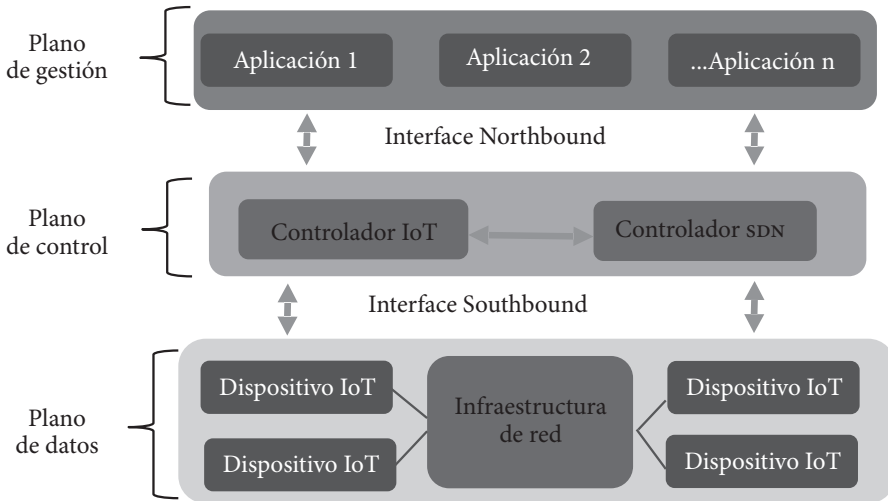 Plano
de gestión
Aplicación 1
Aplicación 2
...Aplicación n
Interface Northbound
Plano
de control
Controlador IoT
Controlador SDN
Interface Southbound
Plano
de datos
Dispositivo IoT
Dispositivo IoT
Infraestructura
de red
Dispositivo IoT
Dispositivo IoT